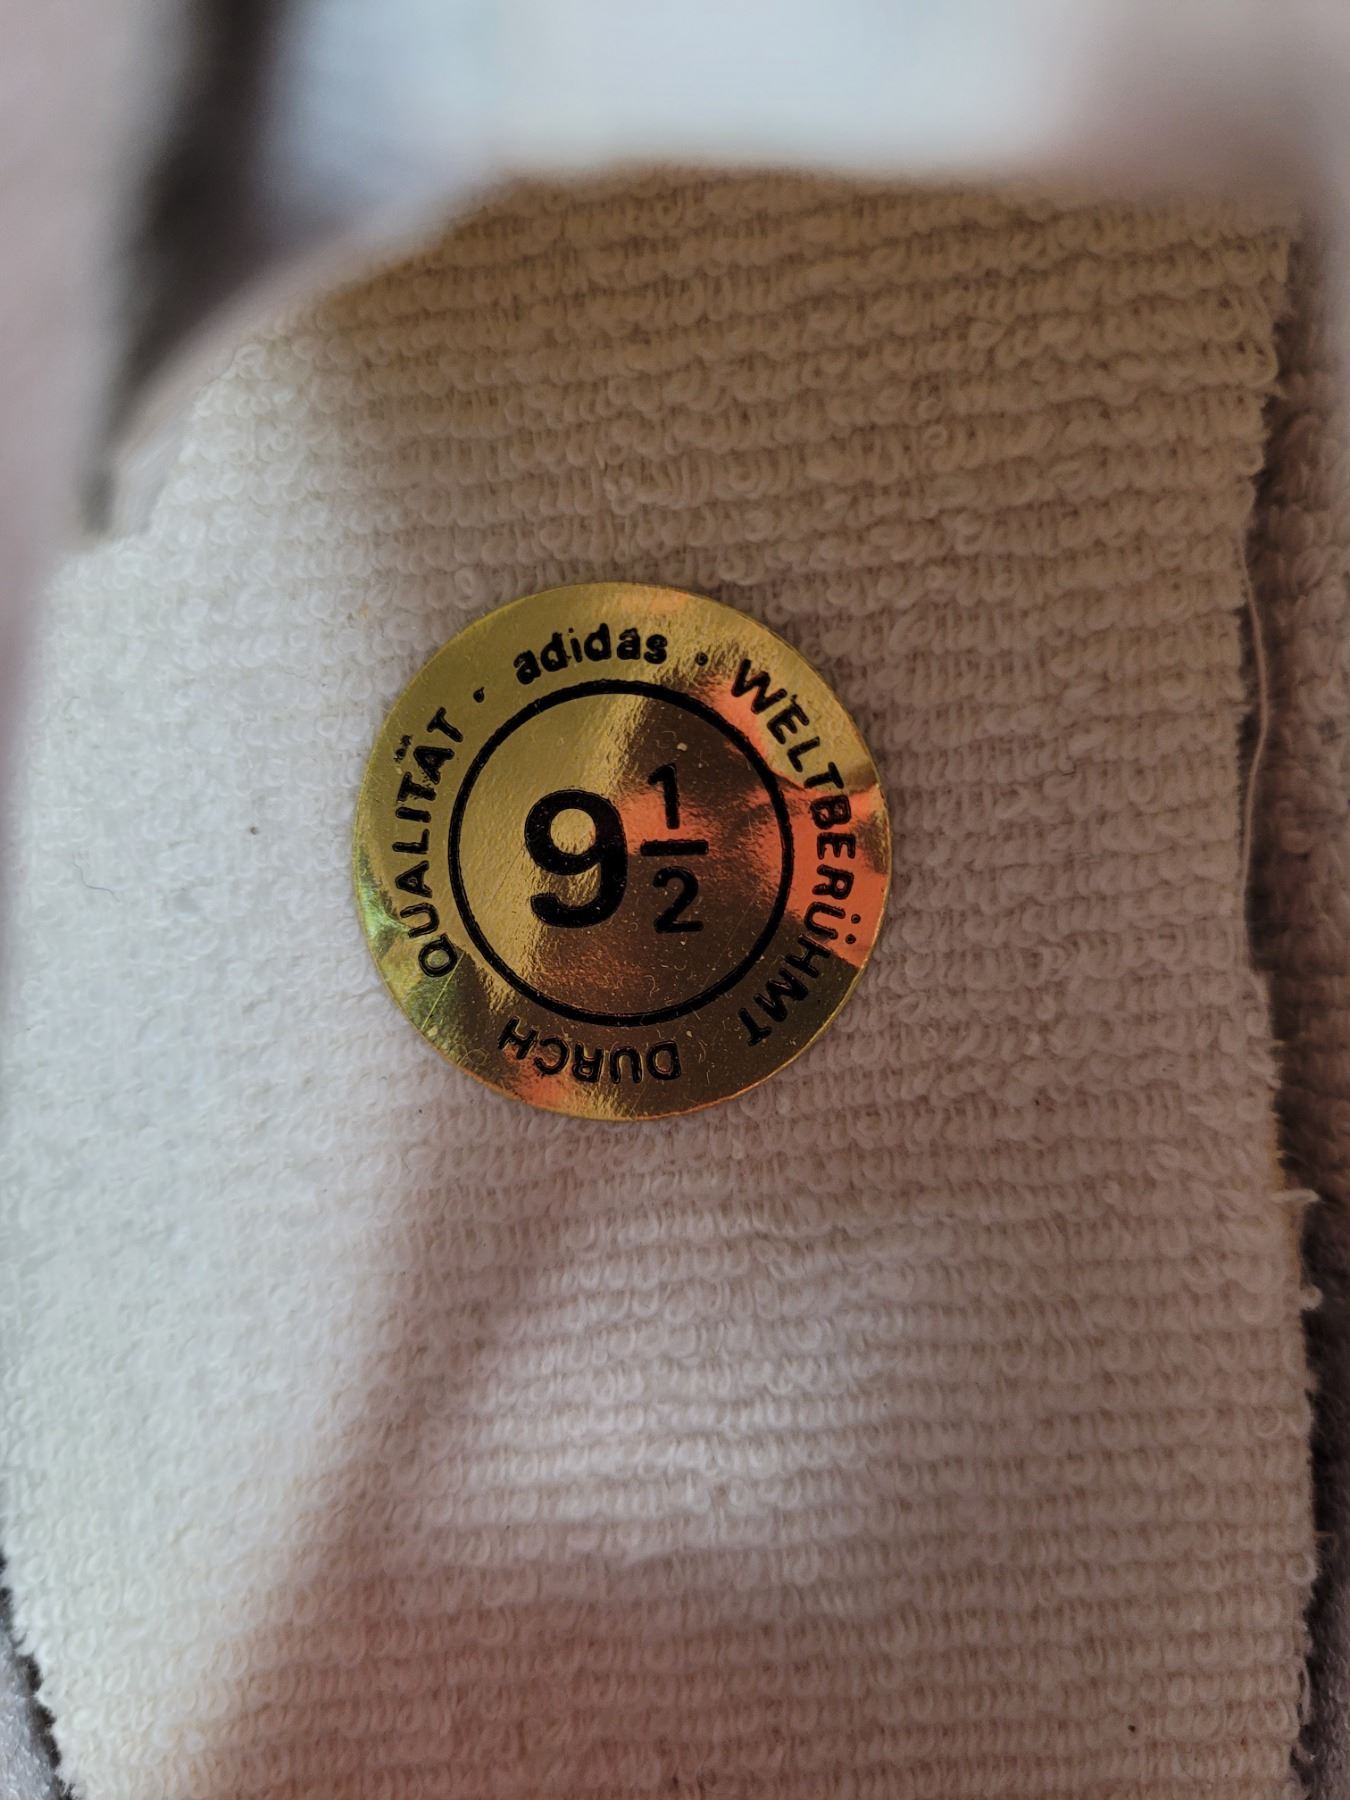 adidas · WELTBERÜHMT DURCH QUALITÄT ·
9 1/2